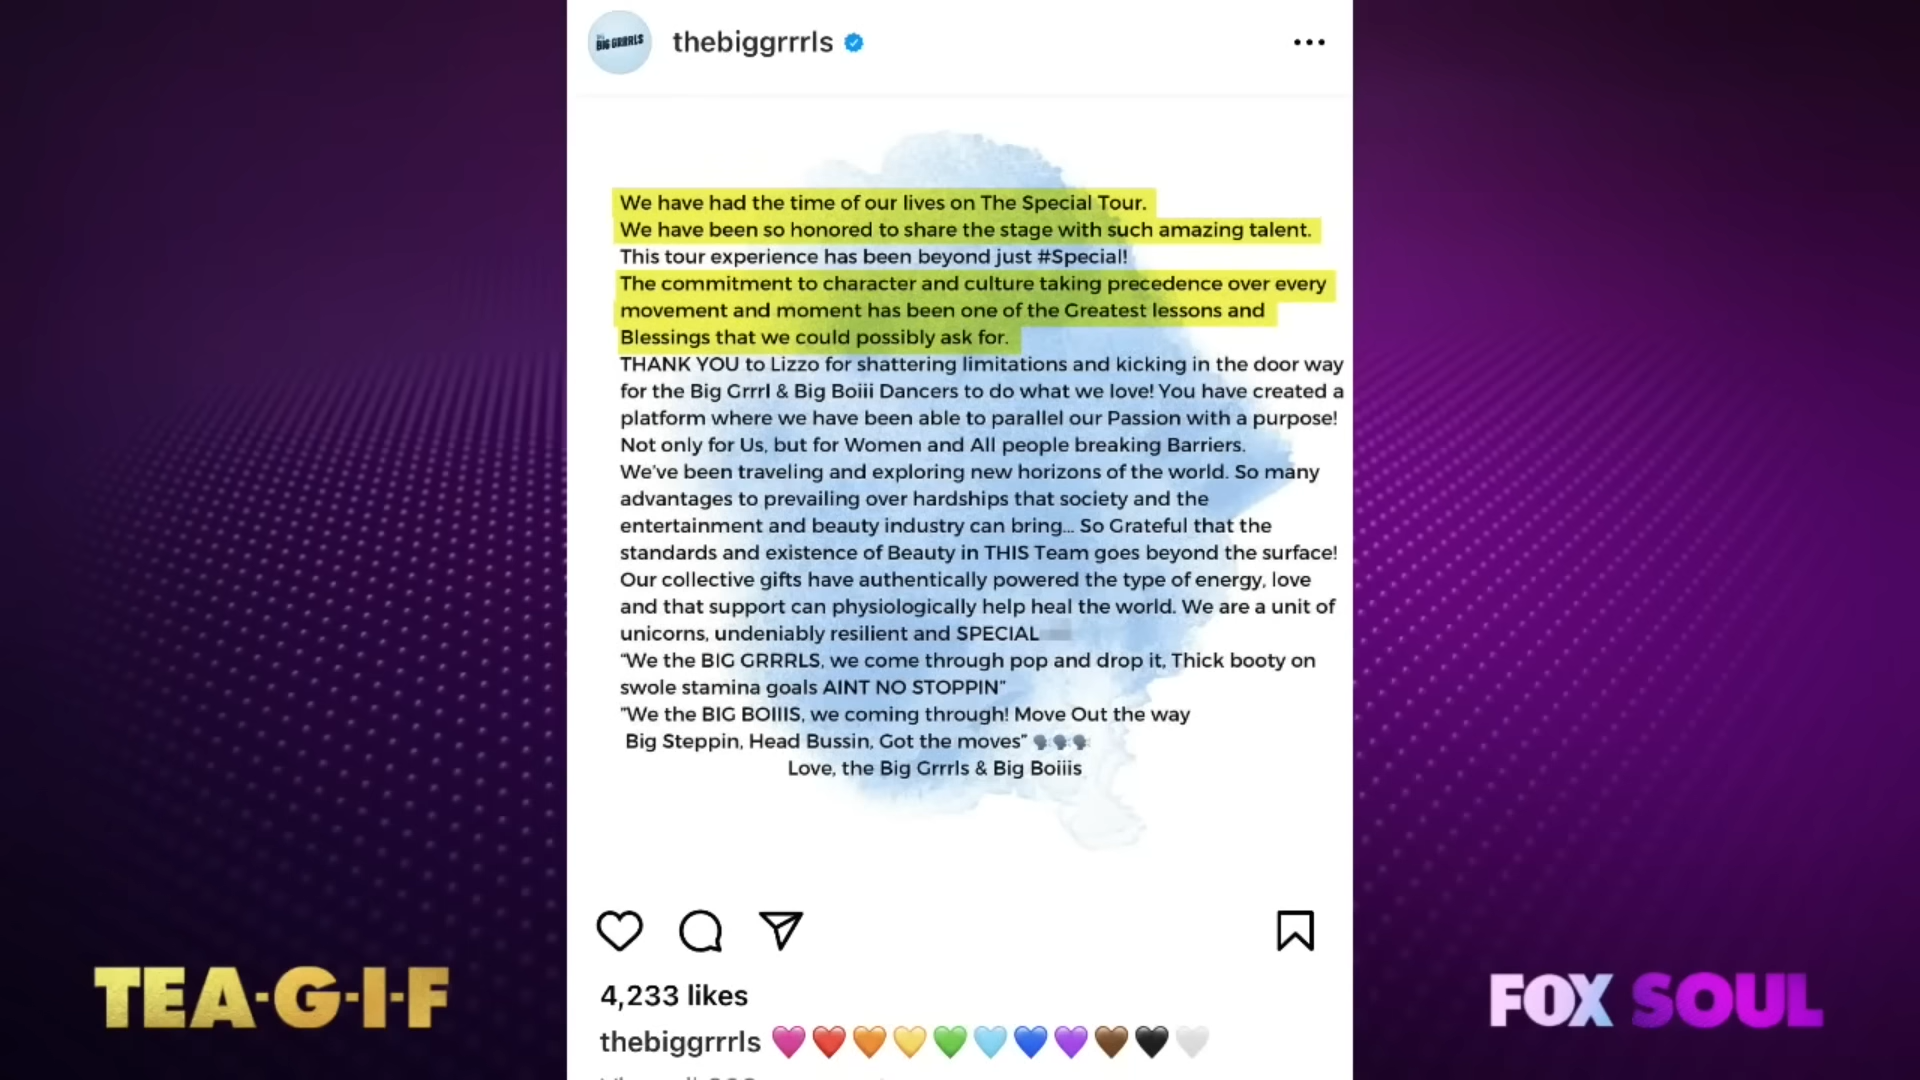 BIG GRRRLS
thebiggrrrls
We have had the time of our lives on The Special Tour.
We have been so honored to share the stage with such amazing talent.
This tour experience has been beyond just #Special!
The commitment to character and culture taking precedence over every
movement and moment has been one of the Greatest lessons and
Blessings that we could possibly ask for.
THANK YOU to Lizzo for shattering limitations and kicking in the door way
for the Big Grrrl & Big Boiii Dancers to do what we love! You have created a
platform where we have been able to parallel our Passion with a purpose!
Not only for Us, but for Women and All people breaking Barriers.
We've been traveling and exploring new horizons of the world. So many
advantages to prevailing over hardships that society and the
entertainment and beauty industry can bring... So Grateful that the
standards and existence of Beauty in THIS Team goes beyond the surface!
Our collective gifts have authentically powered the type of energy, love
and that support can physiologically help heal the world. We are a unit of
unicorns, undeniably resilient and SPECIAL
"We the BIG GRRRLS, we come through pop and drop it, Thick booty on
swole stamina goals AINT NO STOPPIN"
"We the BIG BOIIIS, we coming through! Move Out the way
Big Steppin, Head Bussin, Got the moves" 🗣️🗣️🗣️
Love, the Big Grrrls & Big Boiiis
4,233 likes
thebiggrrrls 🩷❤️🧡💛💚🩵💙💜🤎🖤🤍
TEA-G-I-F
FOX SOUL